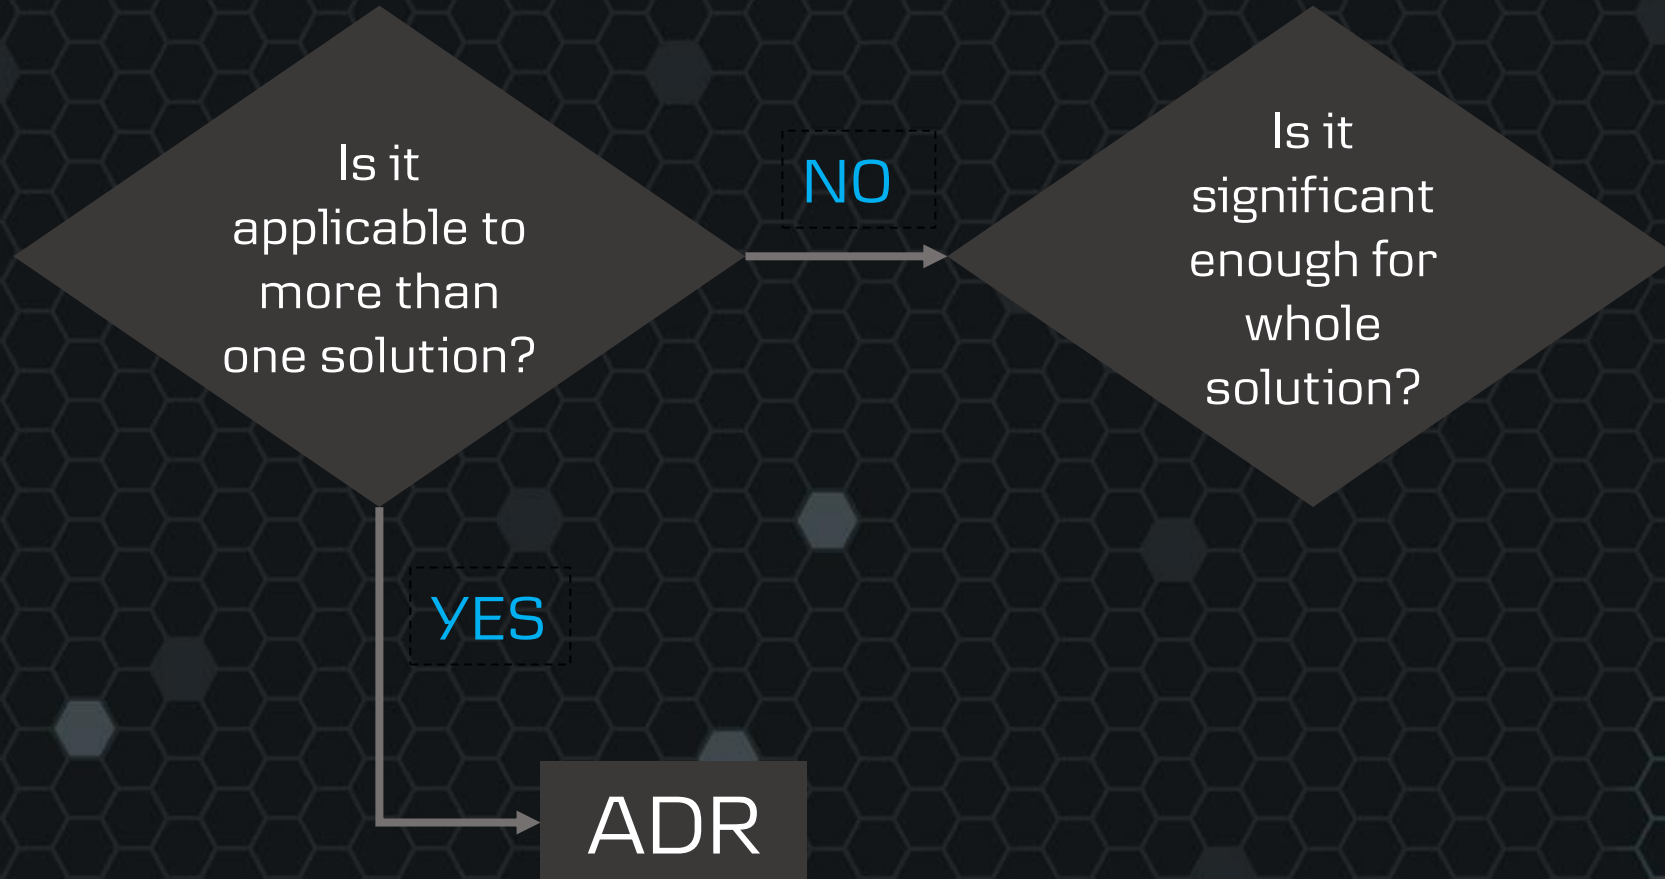 Is it
applicable to
more than
one solution?
NO
Is it
significant
enough for
whole
solution?
YES
ADR